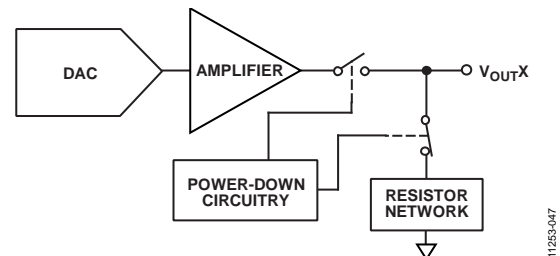 DAC
AMPLIFIER
VOUTX
POWER-DOWN
CIRCUITRY
RESISTOR
NETWORK
11253-047